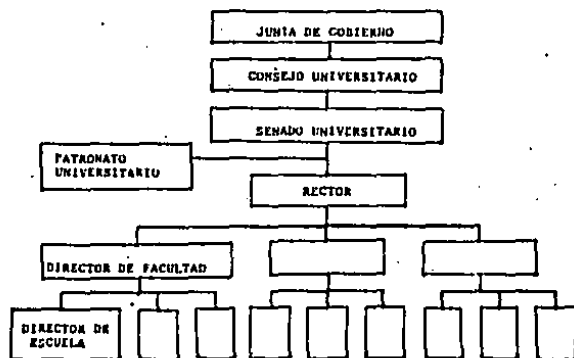 JUNTA DE GOBIERNO
CONSEJO UNIVERSITARIO
SENADO UNIVERSITARIO
PATRONATO
UNIVERSITARIO
RECTOR
DIRECTOR DE FACULTAD
DIRECTOR DE
ESCUELA